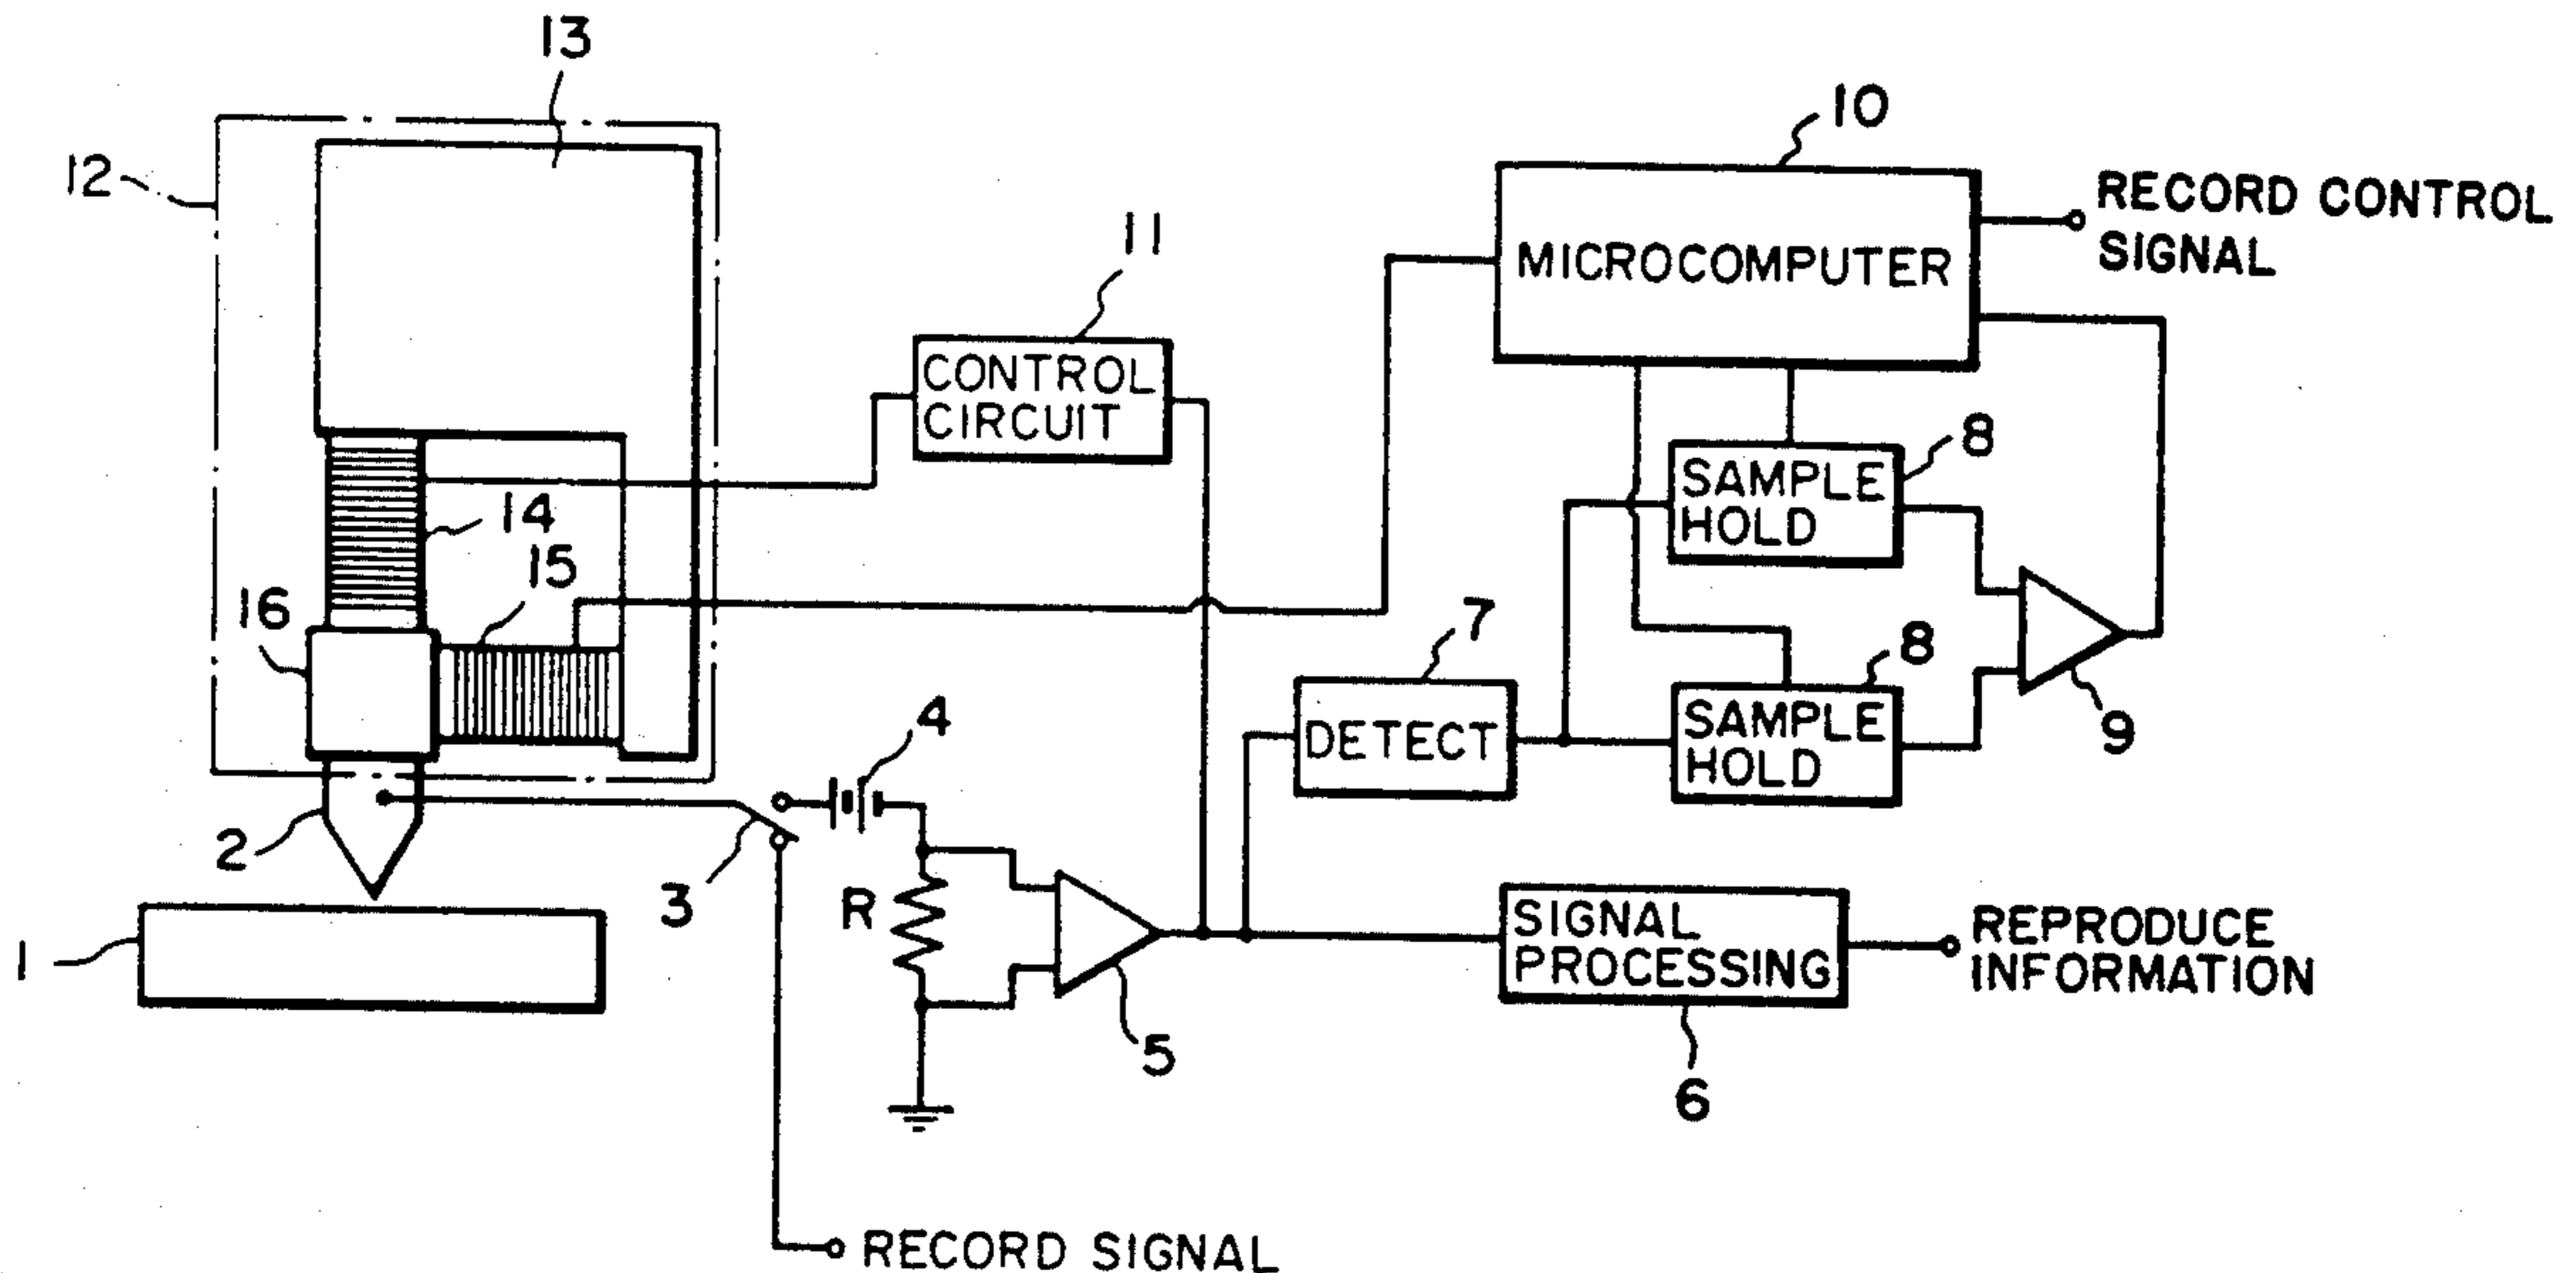 13
12
10
RECORD CONTROL
SIGNAL
MICROCOMPUTER
11
CONTROL
CIRCUIT
8
SAMPLE
HOLD
14
15
16
7
DETECT
8
SAMPLE
HOLD
9
4
2
3
R
5
1
SIGNAL
PROCESSING
REPRODUCE
INFORMATION
6
RECORD SIGNAL